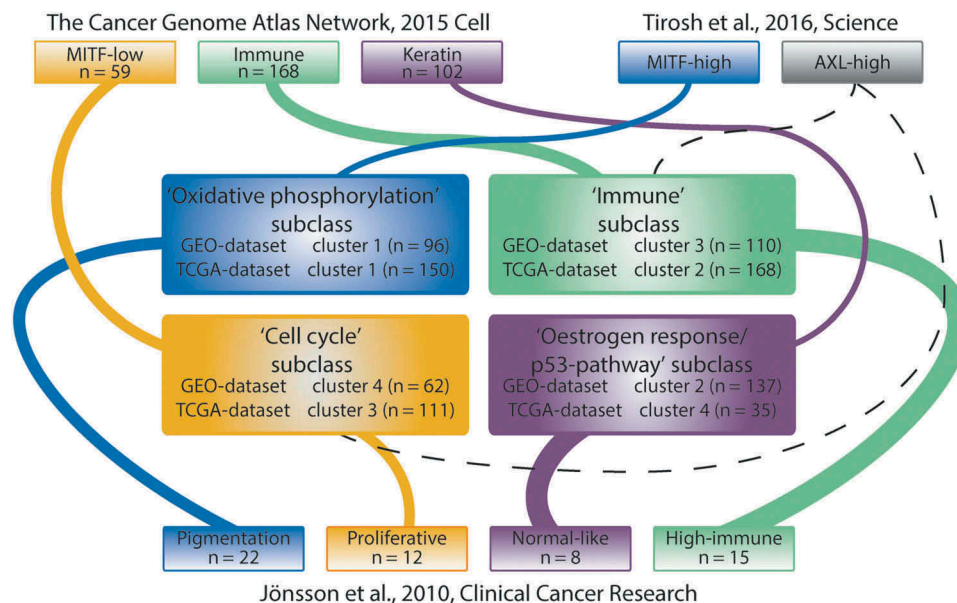 The Cancer Genome Atlas Network, 2015 Cell
Tirosh et al., 2016, Science
MITF-low
n = 59
Immune
n = 168
Keratin
n = 102
MITF-high
AXL-high
'Oxidative phosphorylation'
subclass
GEO-dataset cluster 1 (n = 96)
TCGA-dataset cluster 1 (n = 150)
'Immune'
subclass
GEO-dataset cluster 3 (n = 110)
TCGA-dataset cluster 2 (n = 168)
'Cell cycle'
subclass
GEO-dataset cluster 4 (n = 62)
TCGA-dataset cluster 3 (n = 111)
'Oestrogen response/
p53-pathway' subclass
GEO-dataset cluster 2 (n = 137)
TCGA-dataset cluster 4 (n = 35)
Pigmentation
n = 22
Proliferative
n = 12
Normal-like
n = 8
High-immune
n = 15
Jönsson et al., 2010, Clinical Cancer Research